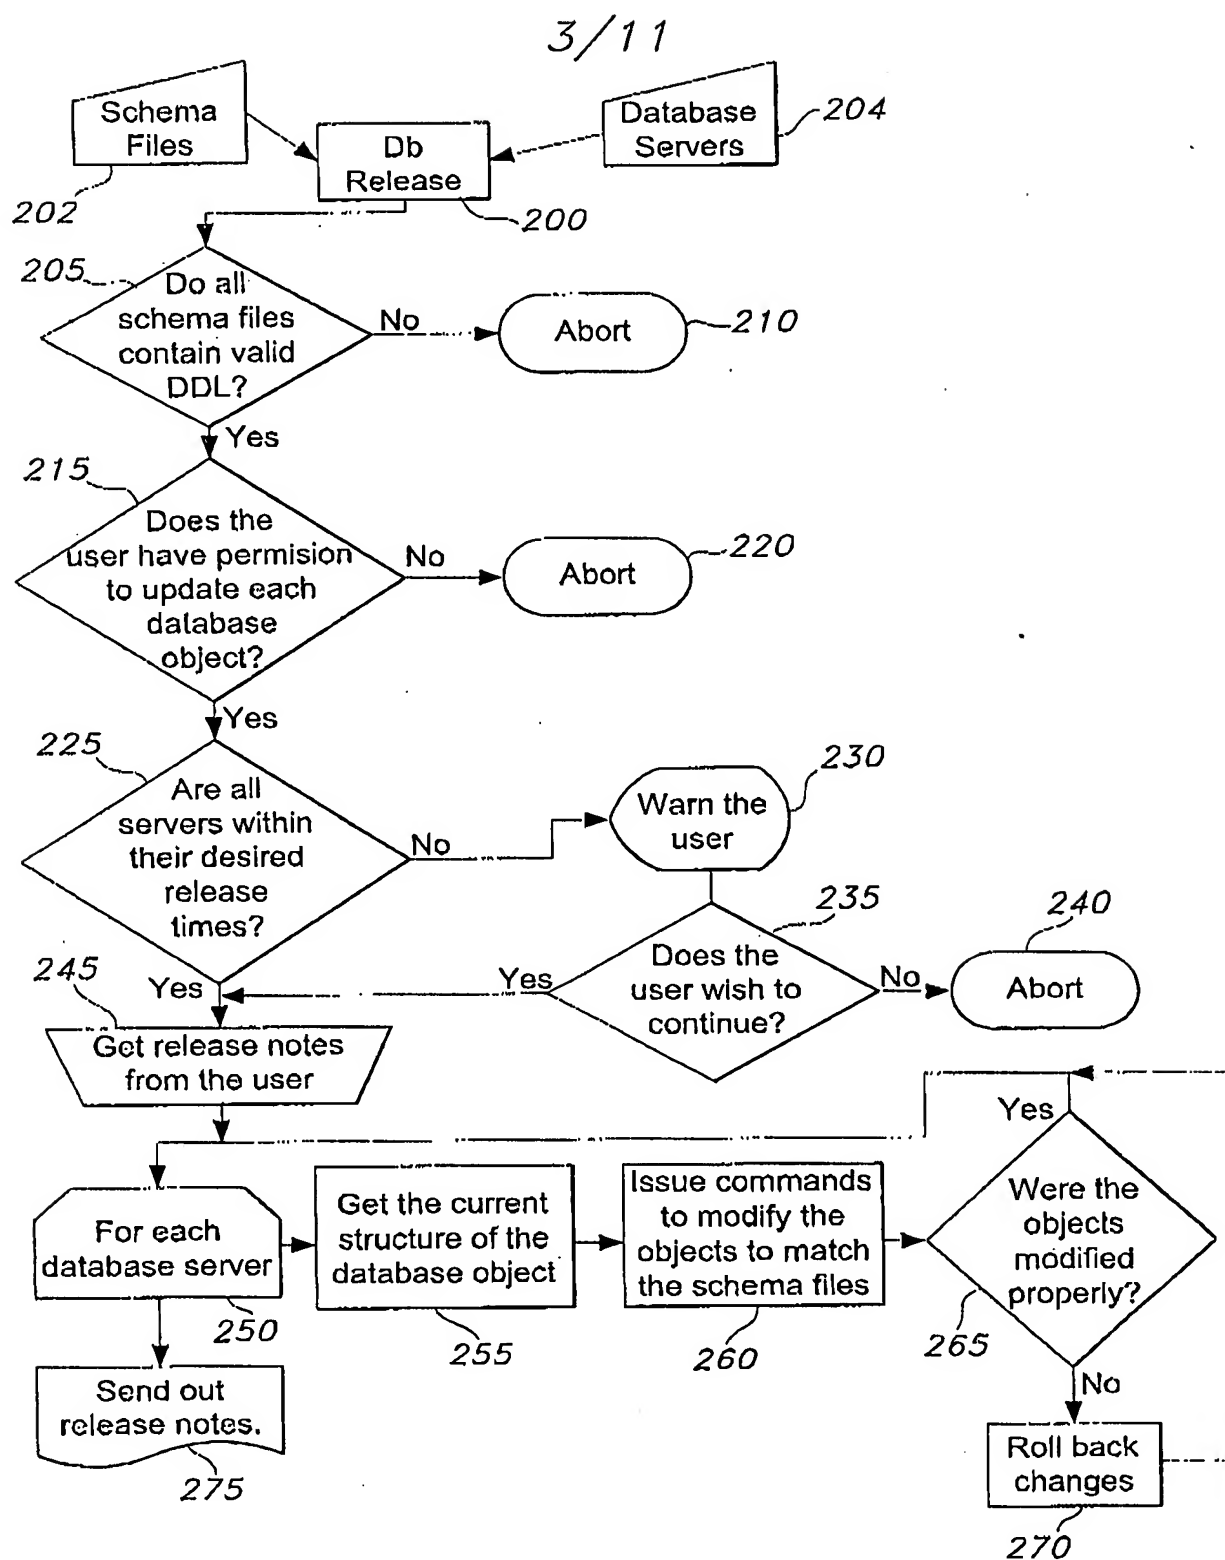 3/11
Schema
Files
202
Db
Release
200
Database
Servers
204
205
Do all
schema files
contain valid
DDL?
No
Abort
210
Yes
215
Does the
user have permision
to update each
database
object?
No
Abort
220
Yes
225
Are all
servers within
their desired
release
times?
No
Warn the
user
230
235
Does the
user wish to
continue?
Yes
No
240
Abort
Yes
245
Get release notes
from the user
For each
database server
250
Get the current
structure of the
database object
255
Issue commands
to modify the
objects to match
the schema files
260
Yes
Were the
objects
modified
properly?
265
No
Roll back
changes
270
Send out
release notes.
275